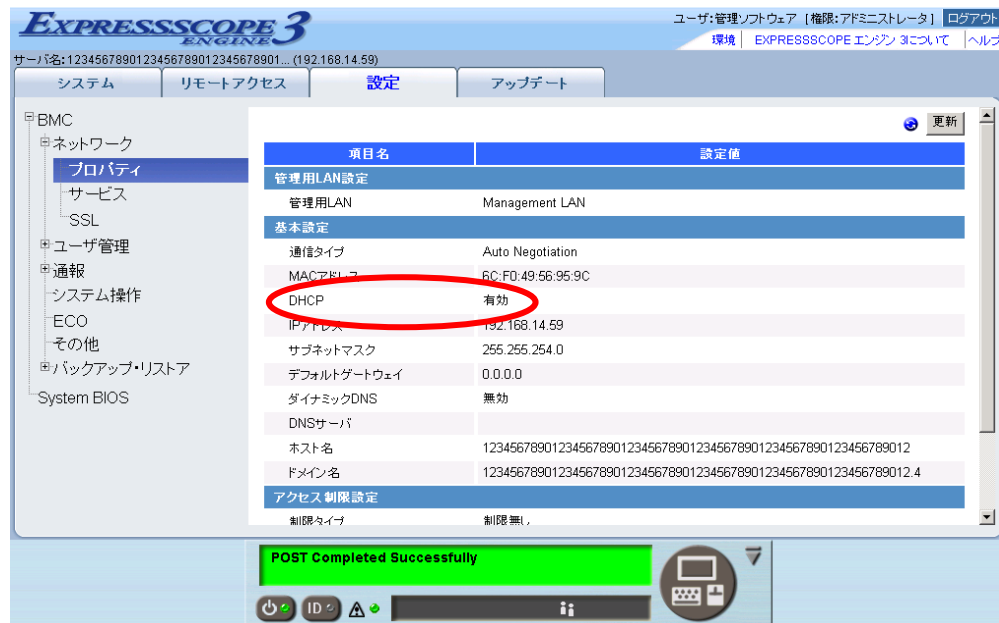 EXPRESSSCOPE
ENGINE 3
ユーザ:管理ソフトウェア [権限:アドミニストレータ] ログアウト
環境 EXPRESSSCOPE エンジン 3について ヘルプ
サーバ名:1234567890123456789012345678901... (192.168.14.59)
システム リモートアクセス 設定 アップデート
BMC
ネットワーク
プロパティ
サービス
SSL
ユーザ管理
通報
システム操作
ECO
その他
バックアップ・リストア
System BIOS
更新
項目名 設定値
管理用LAN設定
管理用LAN Management LAN
基本設定
通信タイプ Auto Negotiation
MACアドレス 6C:F0:49:56:95:9C
DHCP 有効
IPアドレス 192.168.14.59
サブネットマスク 255.255.254.0
デフォルトゲートウェイ 0.0.0.0
ダイナミックDNS 無効
DNSサーバ
ホスト名 12345678901234567890123456789012345678901234567890123456789012
ドメイン名 12345678901234567890123456789012345678901234567890123456789012.4
アクセス制限設定
制限タイプ 制限無し
POST Completed Successfully
ID